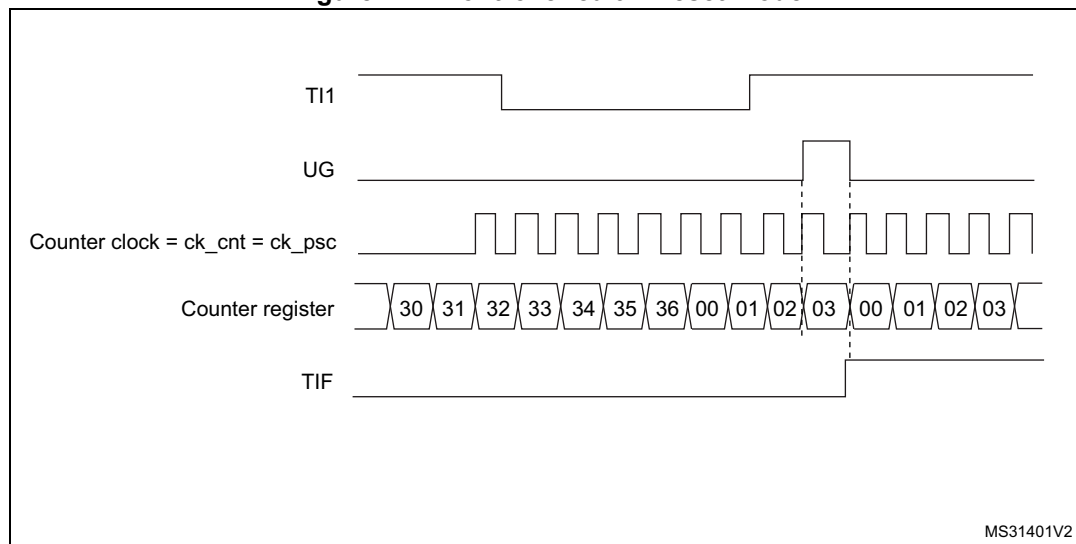 TI1
UG
Counter clock = ck_cnt = ck_psc
Counter register 30 31 32 33 34 35 36 00 01 02 03 00 01 02 03
TIF
MS31401V2